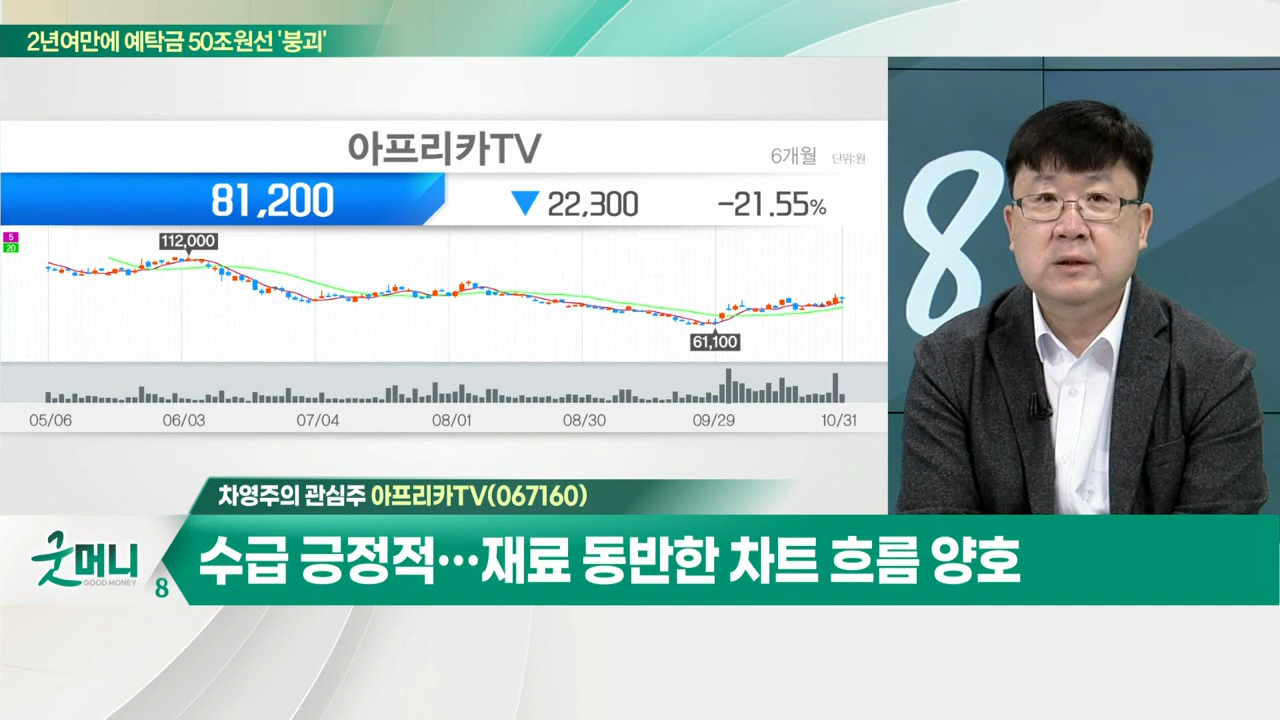 2년여만에 예탁금 50조원선 '붕괴'
아프리카TV
6개월 단위:원
81,200 ▼ 22,300 -21.55%
5
20
112,000
61,100
05/06 06/03 07/04 08/01 08/30 09/29 10/31
8
차영주의 관심주 아프리카TV(067160)
굿머니
GOOD MONEY
8
수급 긍정적…재료 동반한 차트 흐름 양호